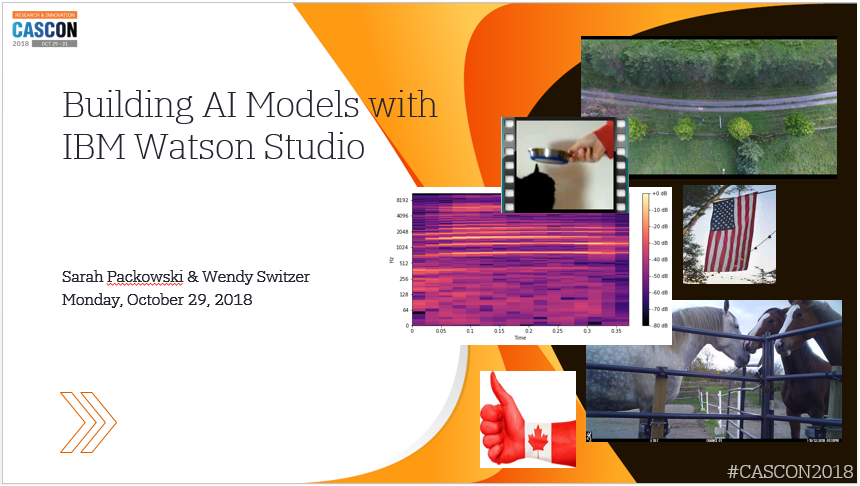 RESEARCH & INNOVATION
CASCON
2018 OCT 29 - 31
Building AI Models with
IBM Watson Studio
Sarah Packowski & Wendy Switzer
Monday, October 29, 2018
Hz
8192
4096
2048
1024
512
256
128
64
0
0
0.05
0.1
0.15
0.2
0.25
0.3
0.35
Time
+0 dB
-10 dB
-20 dB
-30 dB
-40 dB
-50 dB
-60 dB
-70 dB
-80 dB
#CASCON2018